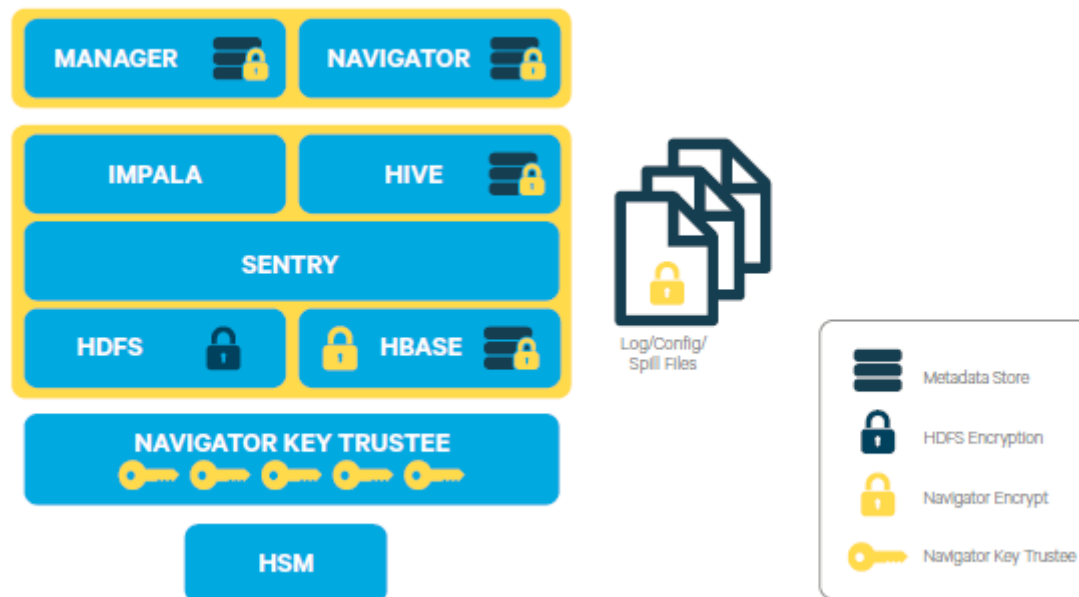 MANAGER
NAVIGATOR
IMPALA
HIVE
SENTRY
HDFS
HBASE
NAVIGATOR KEY TRUSTEE
HSM
Log/Config/
Spill Files
Metadata Store
HDFS Encryption
Navigator Encrypt
Navigator Key Trustee